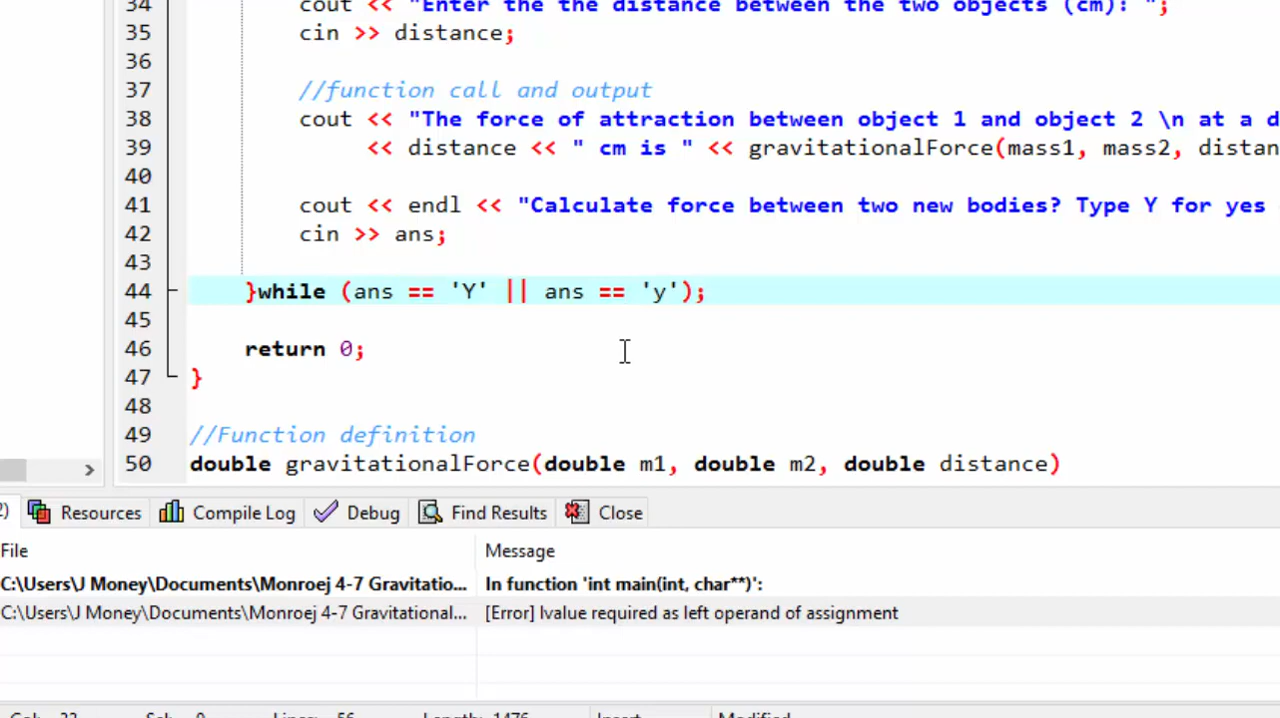 34 cout << "Enter the the distance between the two objects (cm): ";
35 cin >> distance;
36
37 //function call and output
38 cout << "The force of attraction between object 1 and object 2 \n at a d
39 << distance << " cm is " << gravitationalForce(mass1, mass2, distan
40
41 cout << endl << "Calculate force between two new bodies? Type Y for yes
42 cin >> ans;
43
44 }while (ans == 'Y' || ans == 'y');
45
46 return 0;
47 }
48
49 //Function definition
50 double gravitationalForce(double m1, double m2, double distance)
2) Resources Compile Log Debug Find Results Close
File Message
C:\Users\J Money\Documents\Monroej 4-7 Gravitatio... In function 'int main(int, char**)':
C:\Users\J Money\Documents\Monroej 4-7 Gravitational... [Error] lvalue required as left operand of assignment
Col: 33 Sel: 0 Lines: 56 Length: 1476 Insert Modified